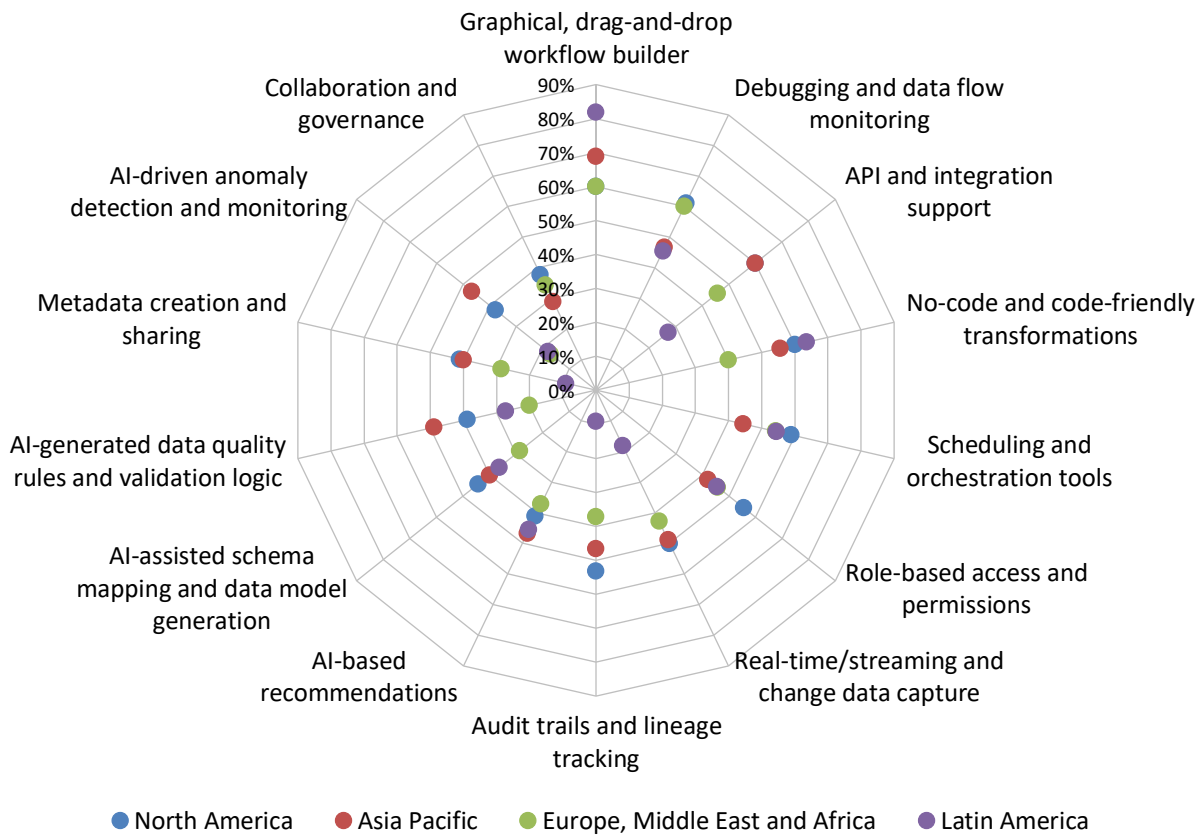 Graphical, drag-and-drop
workflow builder
Debugging and data flow
monitoring
API and integration
support
No-code and code-friendly
transformations
Scheduling and
orchestration tools
Role-based access and
permissions
Real-time/streaming and
change data capture
Audit trails and lineage
tracking
AI-based
recommendations
AI-assisted schema
mapping and data model
generation
AI-generated data quality
rules and validation logic
Metadata creation and
sharing
AI-driven anomaly
detection and monitoring
Collaboration and
governance
90%
80%
70%
60%
50%
40%
30%
20%
10%
0%
North America
Asia Pacific
Europe, Middle East and Africa
Latin America